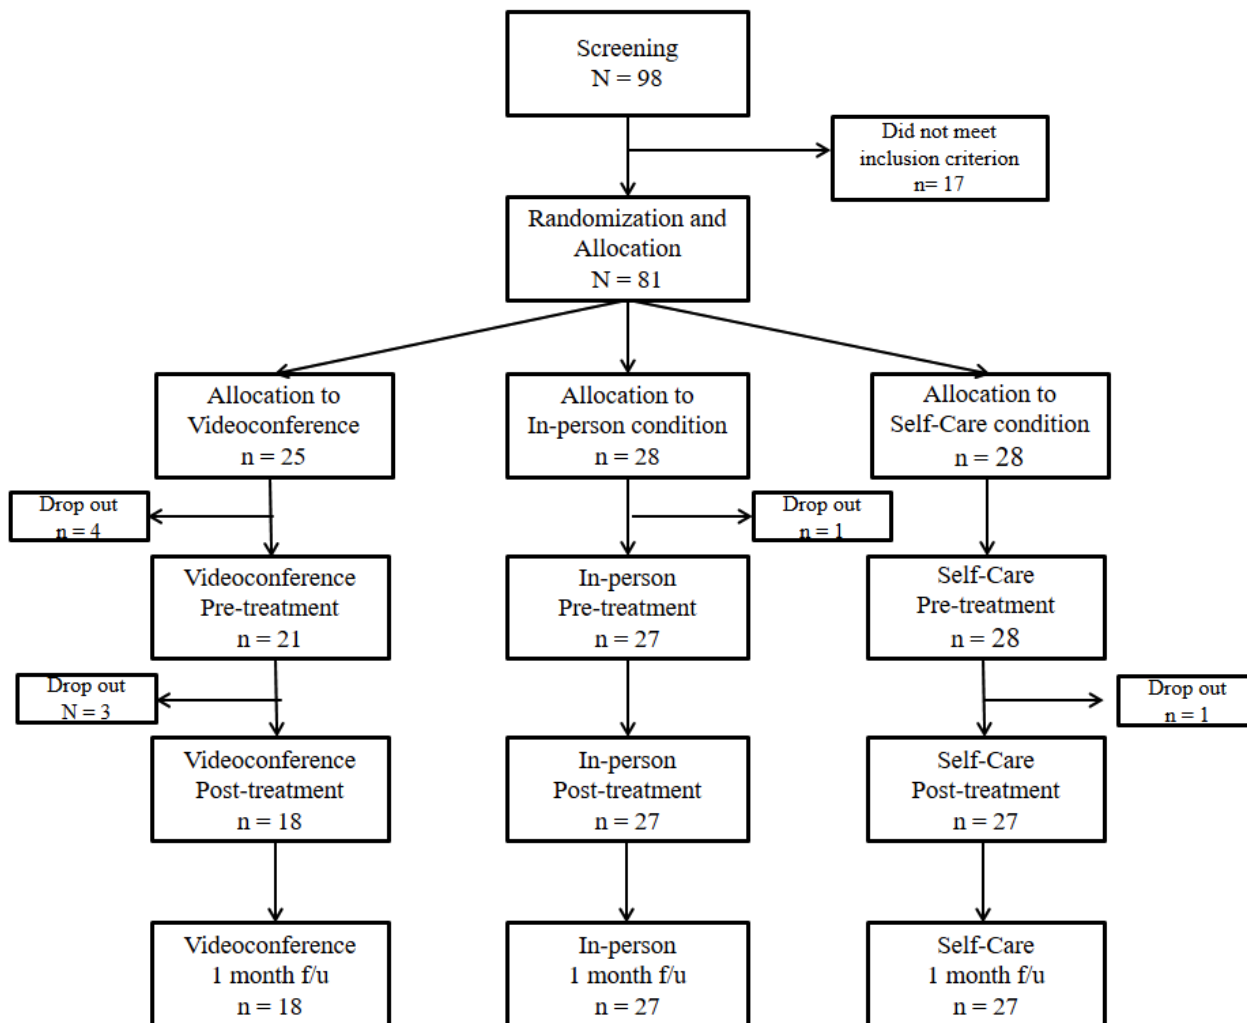 Screening
N = 98
Did not meet
inclusion criterion
n= 17
Randomization and
Allocation
N = 81
Allocation to
Videoconference
n = 25
Allocation to
In-person condition
n = 28
Allocation to
Self-Care condition
n = 28
Drop out
n = 4
Drop out
n = 1
Videoconference
Pre-treatment
n = 21
In-person
Pre-treatment
n = 27
Self-Care
Pre-treatment
n = 28
Drop out
N = 3
Drop out
n = 1
Videoconference
Post-treatment
n = 18
In-person
Post-treatment
n = 27
Self-Care
Post-treatment
n = 27
Videoconference
1 month f/u
n = 18
In-person
1 month f/u
n = 27
Self-Care
1 month f/u
n = 27